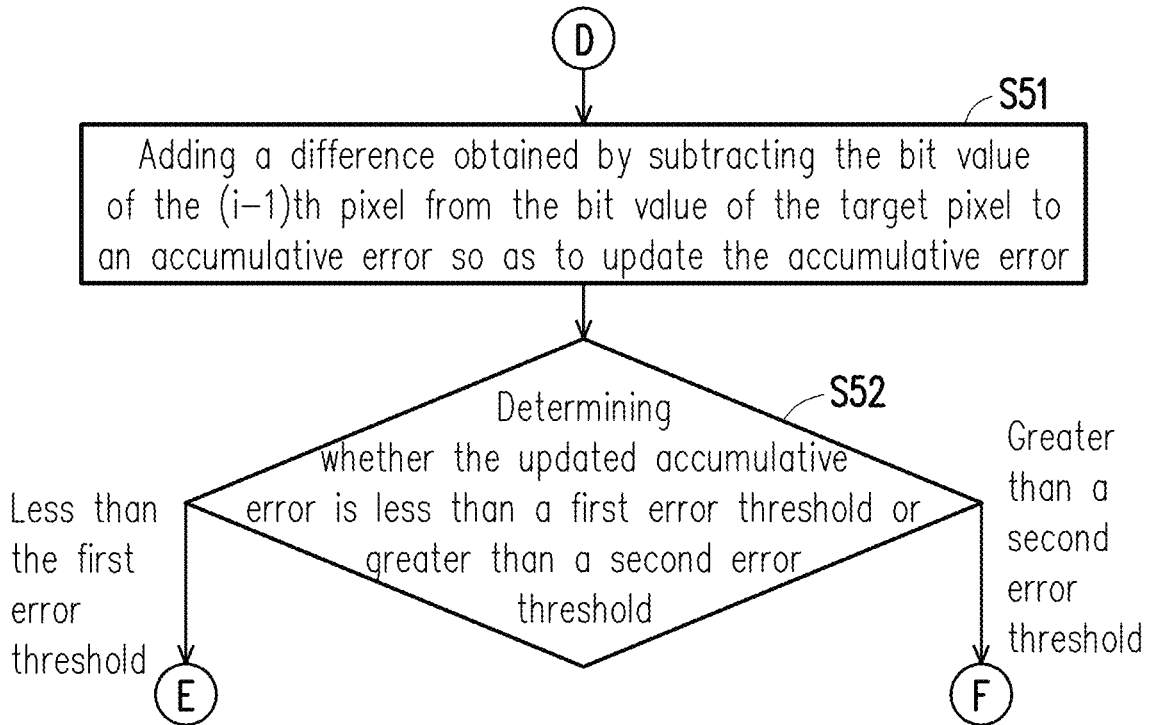 D
S51
Adding a difference obtained by subtracting the bit value
of the (i-1)th pixel from the bit value of the target pixel to
an accumulative error so as to update the accumulative error
S52
Determining
whether the updated accumulative
error is less than a first error threshold or
greater than a second error
threshold
Less than
the first
error
threshold
Greater
than a
second
error
threshold
E
F